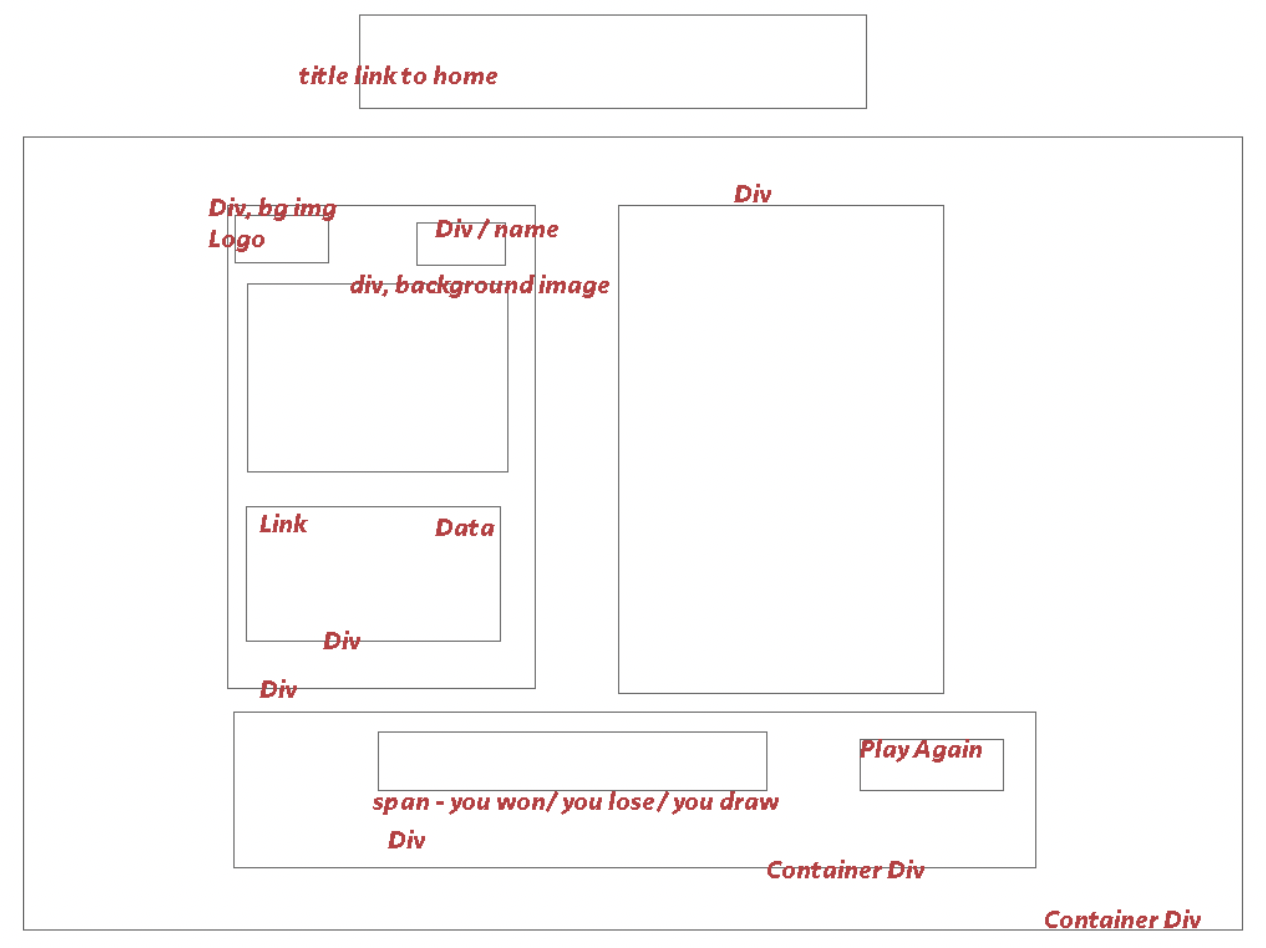 title link to home
Div
Div, bg img
Logo
Div / name
div, background image
Link
Data
Div
Div
Play Again
span - you won/ you lose/ you draw
Div
Container Div
Container Div